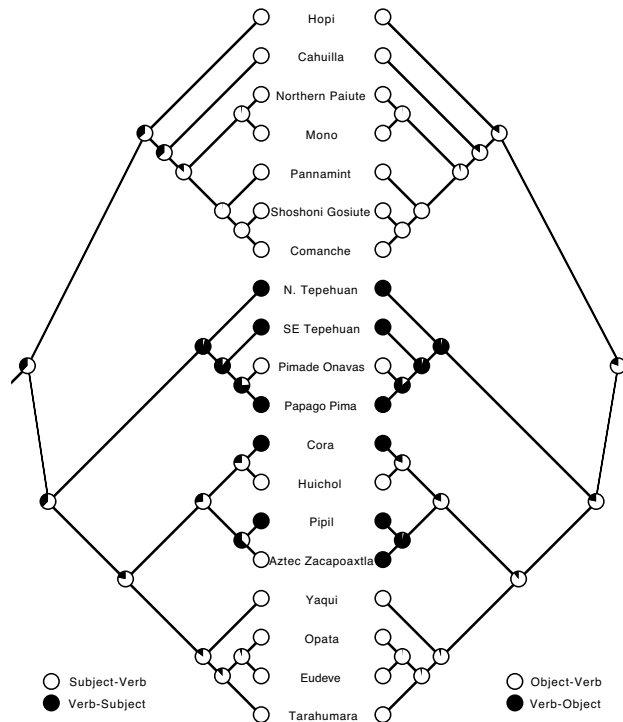 Hopi
Cahuilla
Northern Paiute
Mono
Pannamint
Shoshoni Gosiute
Comanche
N. Tepehuan
SE Tepehuan
Pimade Onavas
Papago Pima
Cora
Huichol
Pipil
Aztec Zacapoaxtla
Yaqui
Opata
Eudeve
Tarahumara
Subject-Verb
Verb-Subject
Object-Verb
Verb-Object